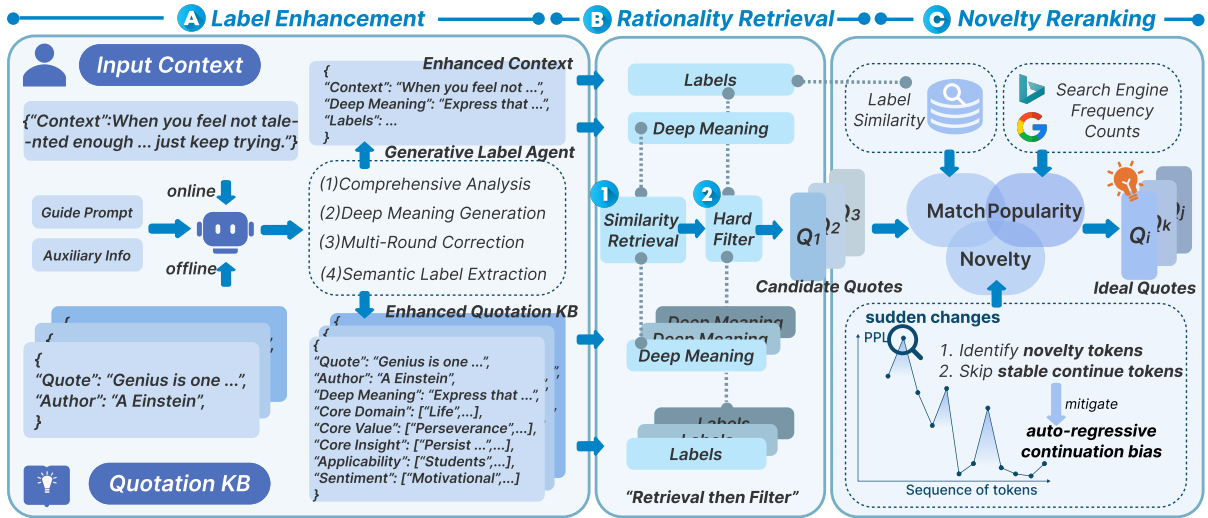 A Label Enhancement
B Rationality Retrieval
C Novelty Reranking
Input Context
{"Context":When you feel not tale-
-nted enough ... just keep trying."}
Guide Prompt
Auxiliary Info
online
offline
{
{
"Quote": "Genius is one ...",
"Author": "A Einstein",
}
Quotation KB
Enhanced Context
{
"Context": "When you feel not ...",
"Deep Meaning": "Express that ...",
"Labels": ...
}
Generative Label Agent
(1)Comprehensive Analysis
(2)Deep Meaning Generation
(3)Multi-Round Correction
(4)Semantic Label Extraction
Enhanced Quotation KB
{
{
{
"Quote": "Genius is one ...",
"Author": "A Einstein",
"Deep Meaning": "Express that ...",
"Core Domain": ["Life",...],
"Core Value": ["Perseverance",...],
"Core Insight": ["Persist ...",...],
"Applicability": ["Students",...],
"Sentiment": ["Motivational",...]
}
Labels
Deep Meaning
1
Similarity
Retrieval
2
Hard
Filter
Q1
Q2
Q3
Candidate Quotes
Deep Meaning
Deep Meaning
Deep Meaning
Labels
Labels
Labels
"Retrieval then Filter"
Label
Similarity
Search Engine
Frequency
Counts
Match
Popularity
Novelty
Qi
Qk
Qj
Ideal Quotes
sudden changes
PPL
1. Identify novelty tokens
2. Skip stable continue tokens
mitigate
auto-regressive
continuation bias
Sequence of tokens